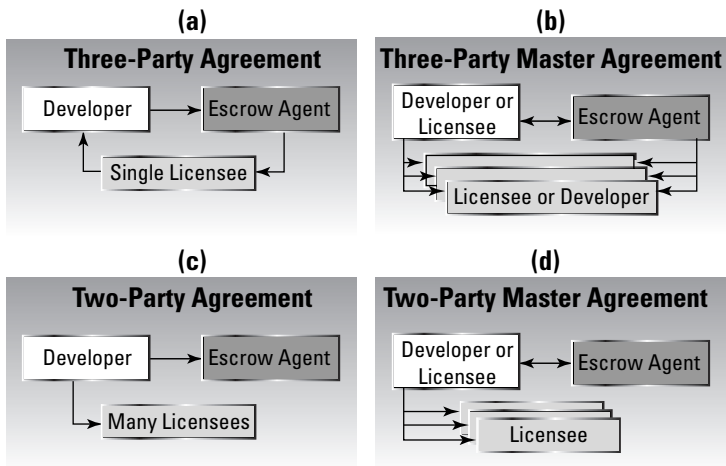 (a)
Three-Party Agreement
Developer
Escrow Agent
Single Licensee
(b)
Three-Party Master Agreement
Developer or
Licensee
Escrow Agent
Licensee or Developer
(c)
Two-Party Agreement
Developer
Escrow Agent
Many Licensees
(d)
Two-Party Master Agreement
Developer or
Licensee
Escrow Agent
Licensee